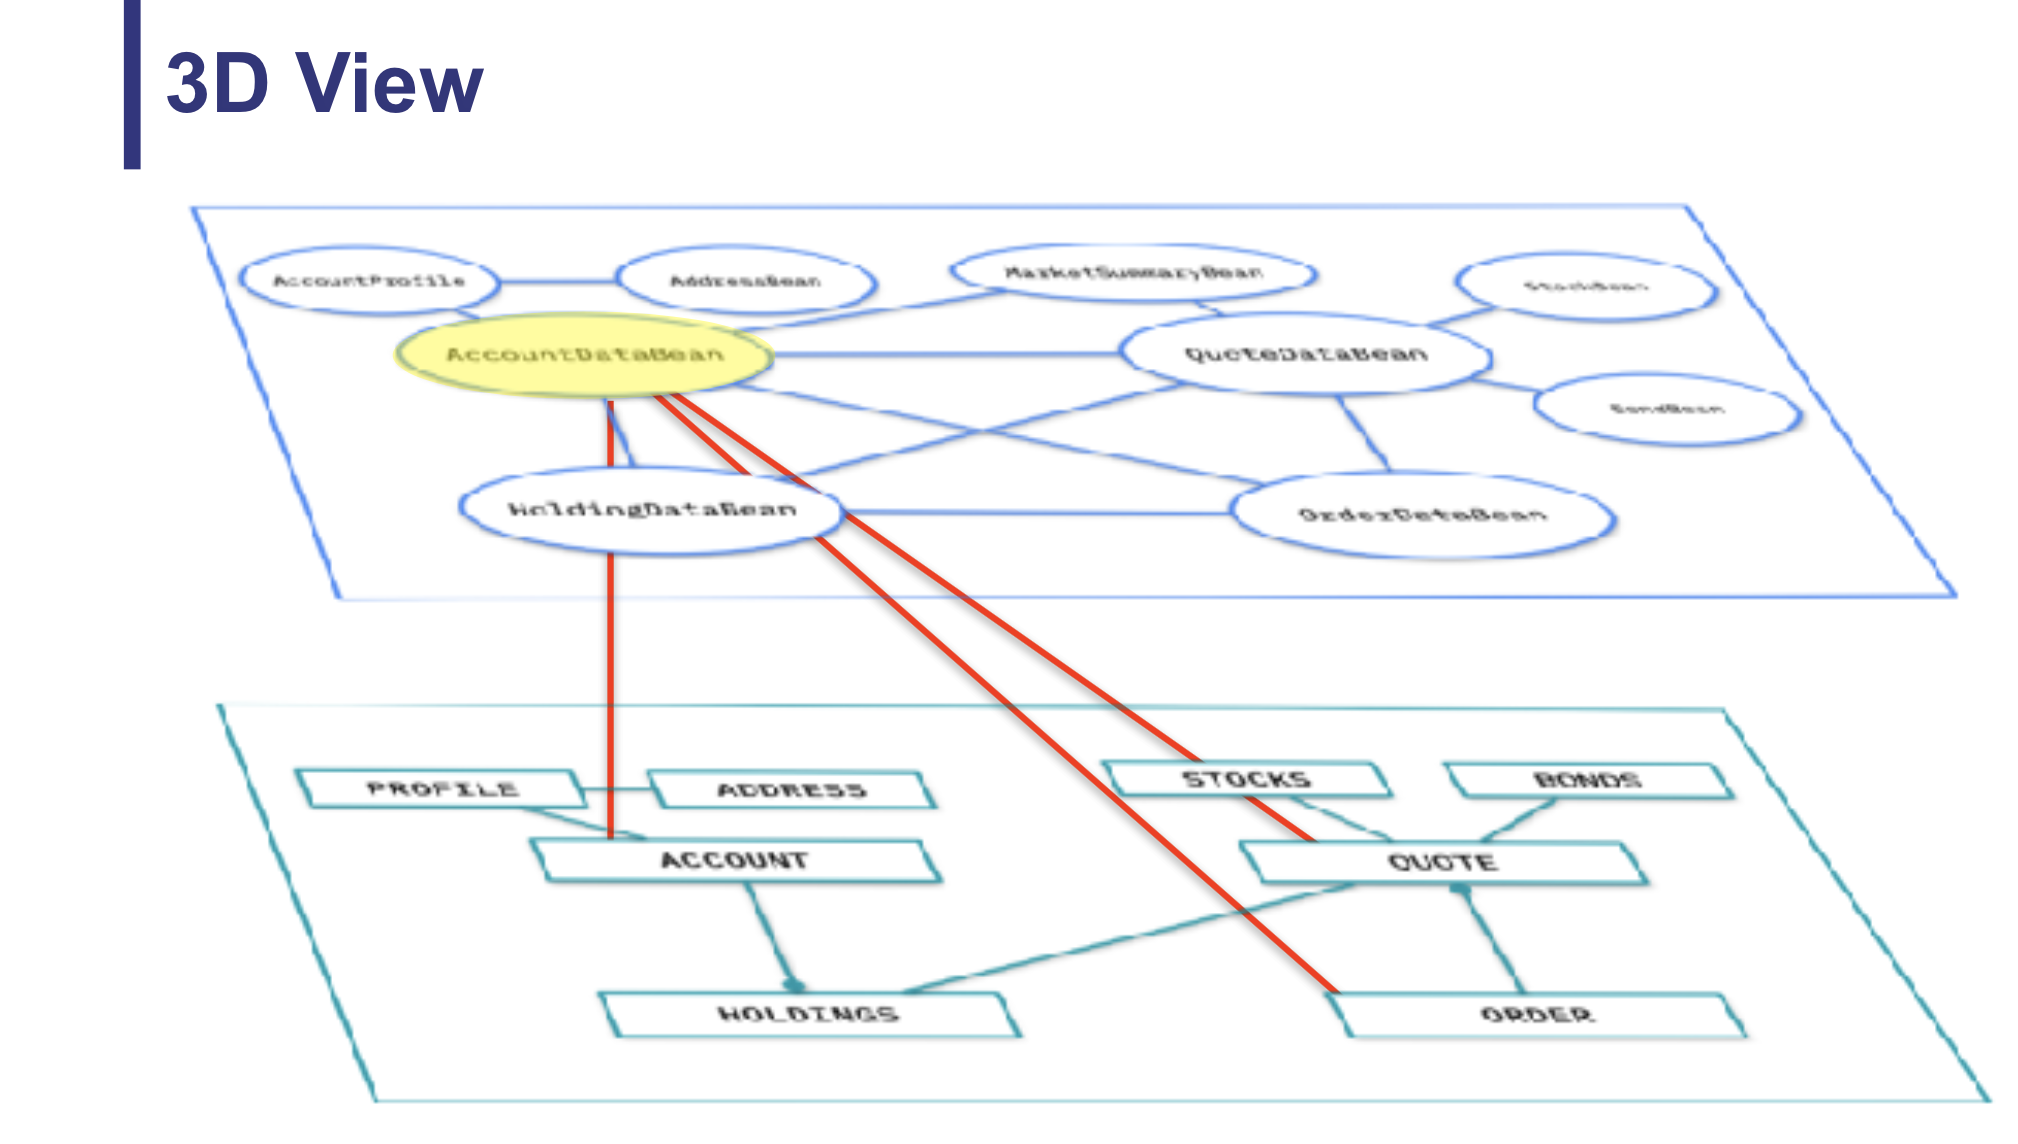 3D View
AccountProfile
AddressBean
MarketSummaryBean
StockBean
AccountDataBean
QuoteDataBean
BondBean
HoldingDataBean
OrderDataBean
PROFILE
ADDRESS
STOCKS
BONDS
ACCOUNT
QUOTE
HOLDINGS
ORDER